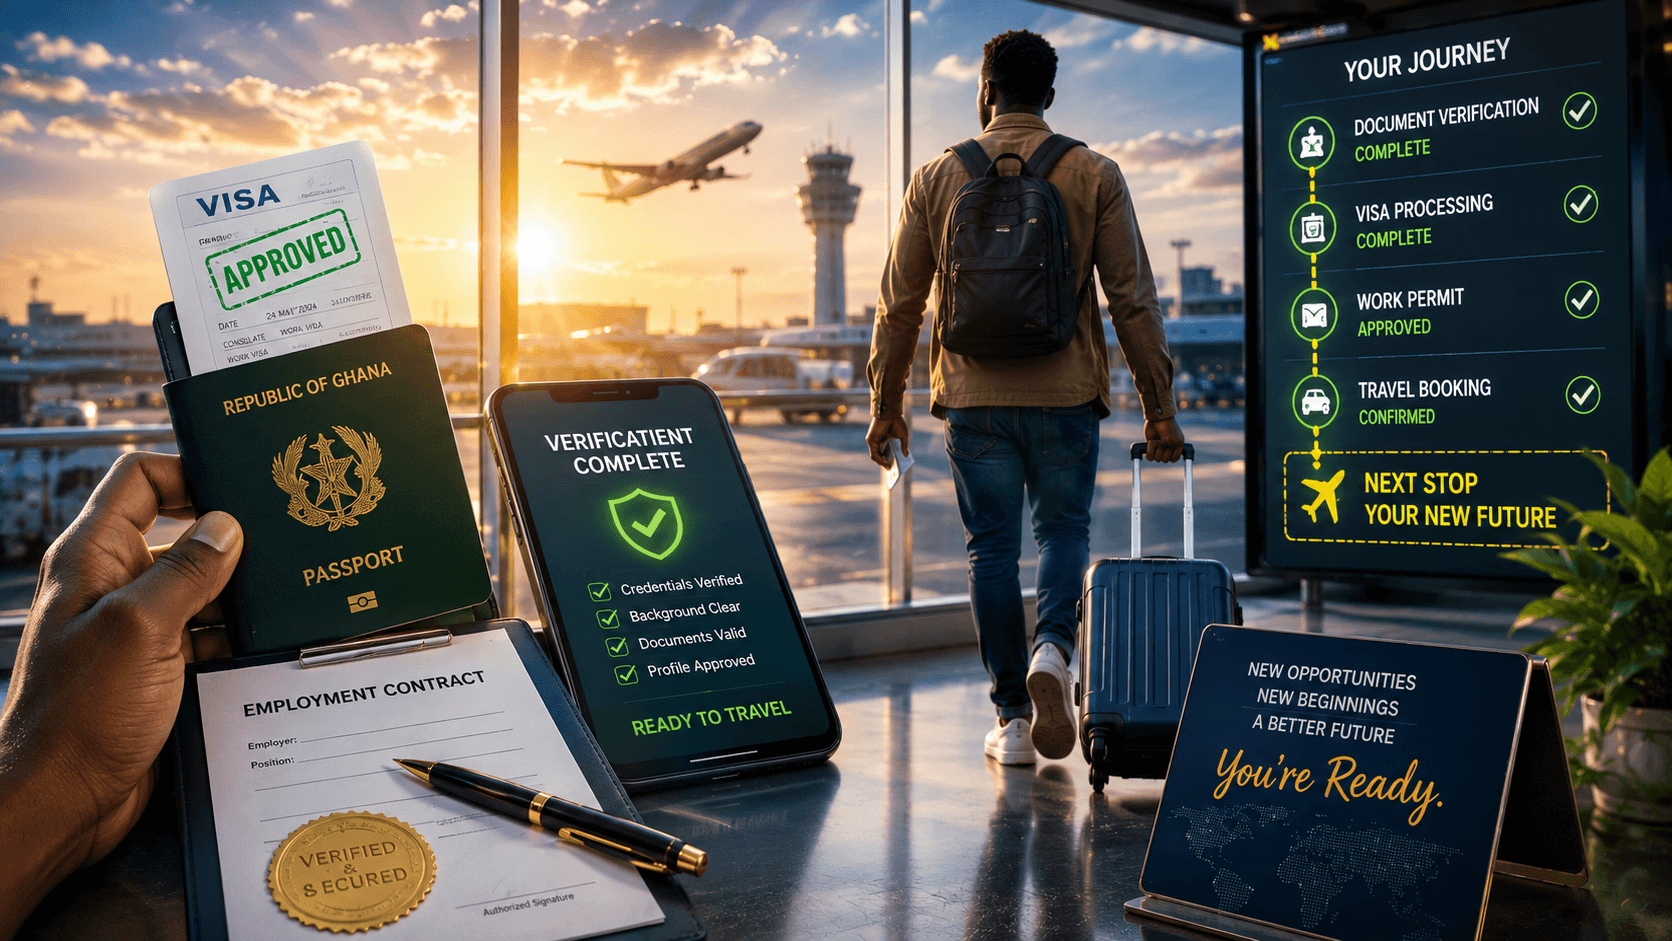 VISA
APPROVED
DATE 24 MAY 2024
WORK VISA
WORK VISA
REPUBLIC OF GHANA
PASSPORT
EMPLOYMENT CONTRACT
Employer:
Position:
VERIFIED
&
SECURED
Authorized Signature
VERIFICATIENT
COMPLETE
Credentials Verified
Background Clear
Documents Valid
Profile Approved
READY TO TRAVEL
YOUR JOURNEY
DOCUMENT VERIFICATION
COMPLETE
VISA PROCESSING
COMPLETE
WORK PERMIT
APPROVED
TRAVEL BOOKING
CONFIRMED
NEXT STOP
YOUR NEW FUTURE
NEW OPPORTUNITIES
NEW BEGINNINGS
A BETTER FUTURE
You're Ready.